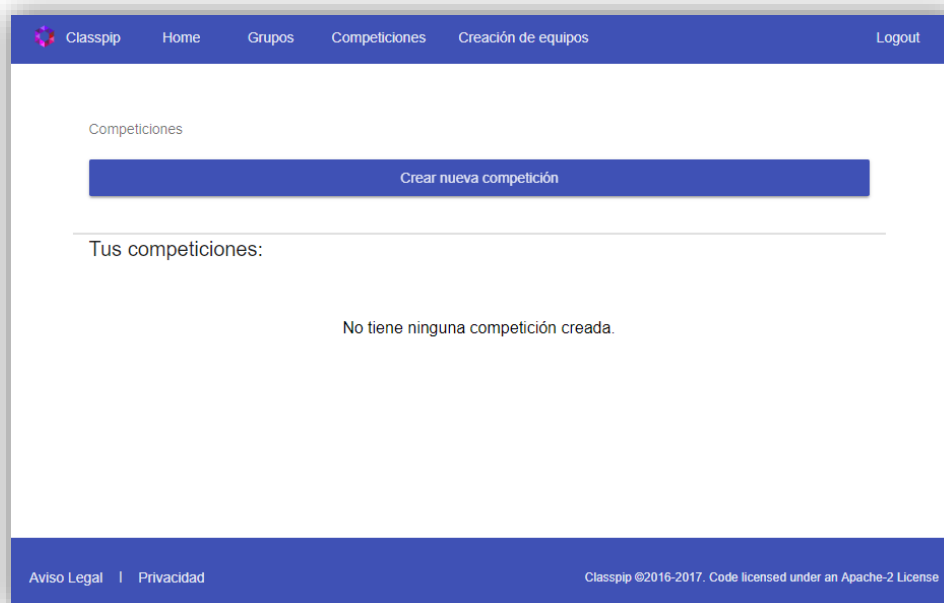 Classpip Home Grupos Competiciones Creación de equipos Logout
Competiciones
Crear nueva competición
Tus competiciones:
No tiene ninguna competición creada.
Aviso Legal | Privacidad Classpip ©2016-2017. Code licensed under an Apache-2 License